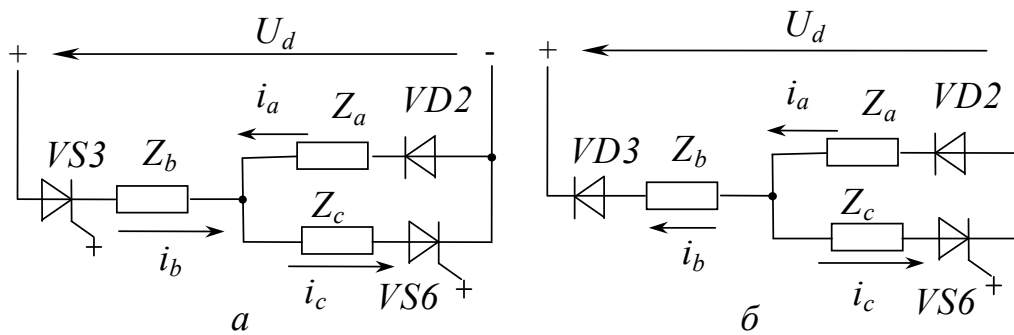 + U_d -
i_a Z_a VD2
VS3 Z_b
Z_c
i_b i_c VS6 +
+
а
+ U_d
i_a Z_a VD2
VD3 Z_b
Z_c
i_b i_c VS6 +
б